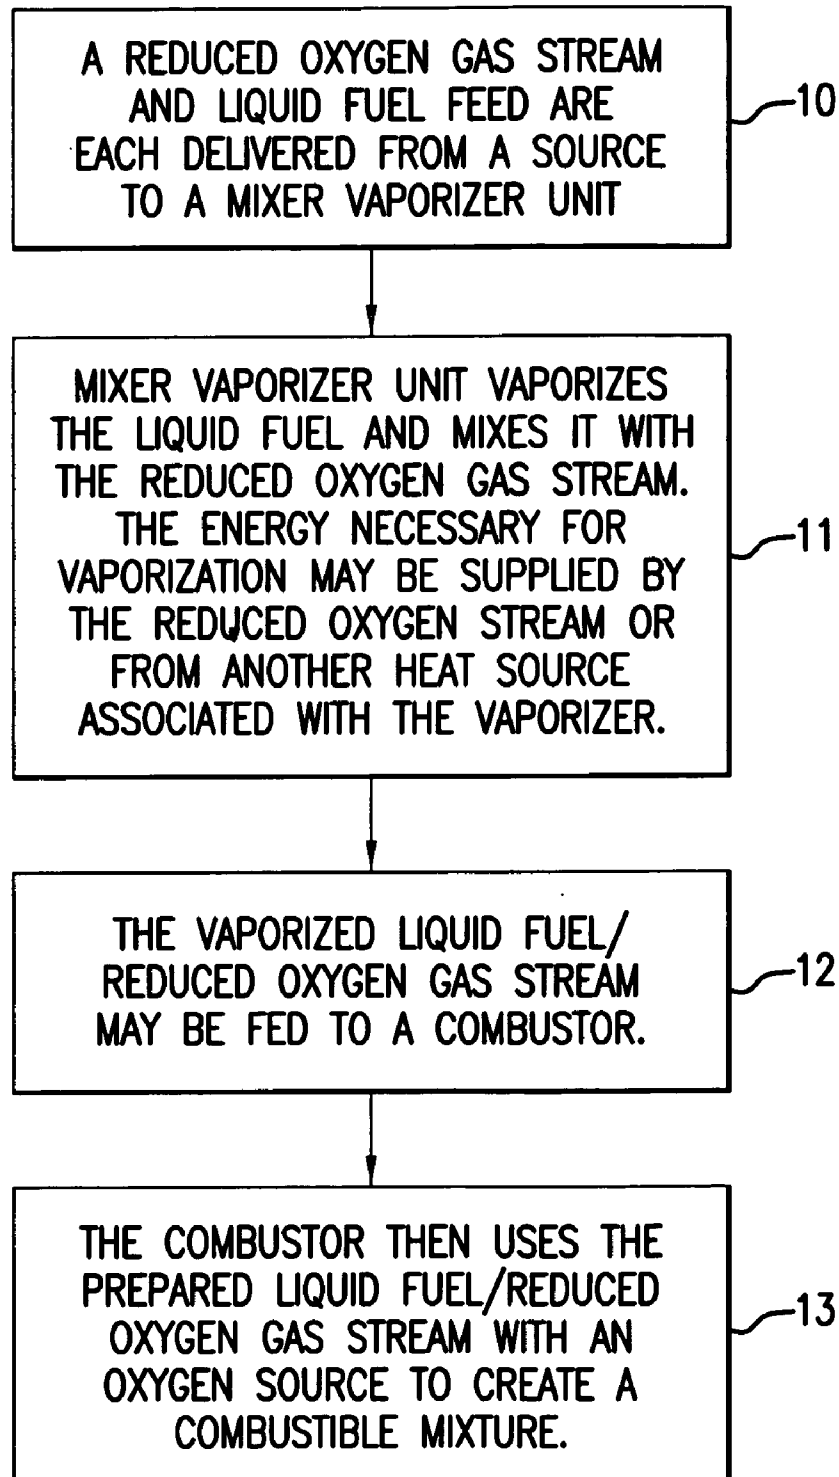 A REDUCED OXYGEN GAS STREAM
AND LIQUID FUEL FEED ARE
EACH DELIVERED FROM A SOURCE
TO A MIXER VAPORIZER UNIT
10
MIXER VAPORIZER UNIT VAPORIZES
THE LIQUID FUEL AND MIXES IT WITH
THE REDUCED OXYGEN GAS STREAM.
THE ENERGY NECESSARY FOR
VAPORIZATION MAY BE SUPPLIED BY
THE REDUCED OXYGEN STREAM OR
FROM ANOTHER HEAT SOURCE
ASSOCIATED WITH THE VAPORIZER.
11
THE VAPORIZED LIQUID FUEL/
REDUCED OXYGEN GAS STREAM
MAY BE FED TO A COMBUSTOR.
12
THE COMBUSTOR THEN USES THE
PREPARED LIQUID FUEL/REDUCED
OXYGEN GAS STREAM WITH AN
OXYGEN SOURCE TO CREATE A
COMBUSTIBLE MIXTURE.
13